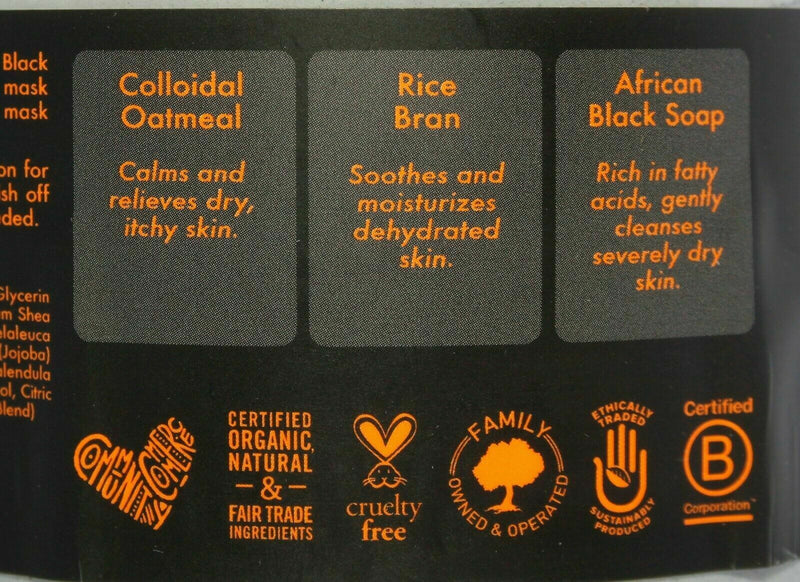 Black
mask
mask
on for
sh off
ded.
Glycerin
m Shea
elaleuca
(Jojoba)
alendula
ol, Citric
Blend)
Colloidal
Oatmeal
Calms and
relieves dry,
itchy skin.
Rice
Bran
Soothes and
moisturizes
dehydrated
skin.
African
Black Soap
Rich in fatty
acids, gently
cleanses
severely dry
skin.
COMMUNITY
COMMERCE
CERTIFIED
ORGANIC,
NATURAL
— & —
FAIR TRADE
INGREDIENTS
cruelty
free
FAMILY
OWNED & OPERATED
ETHICALLY
TRADED
SUSTAINABLY
PRODUCED
Certified
B
Corporation™